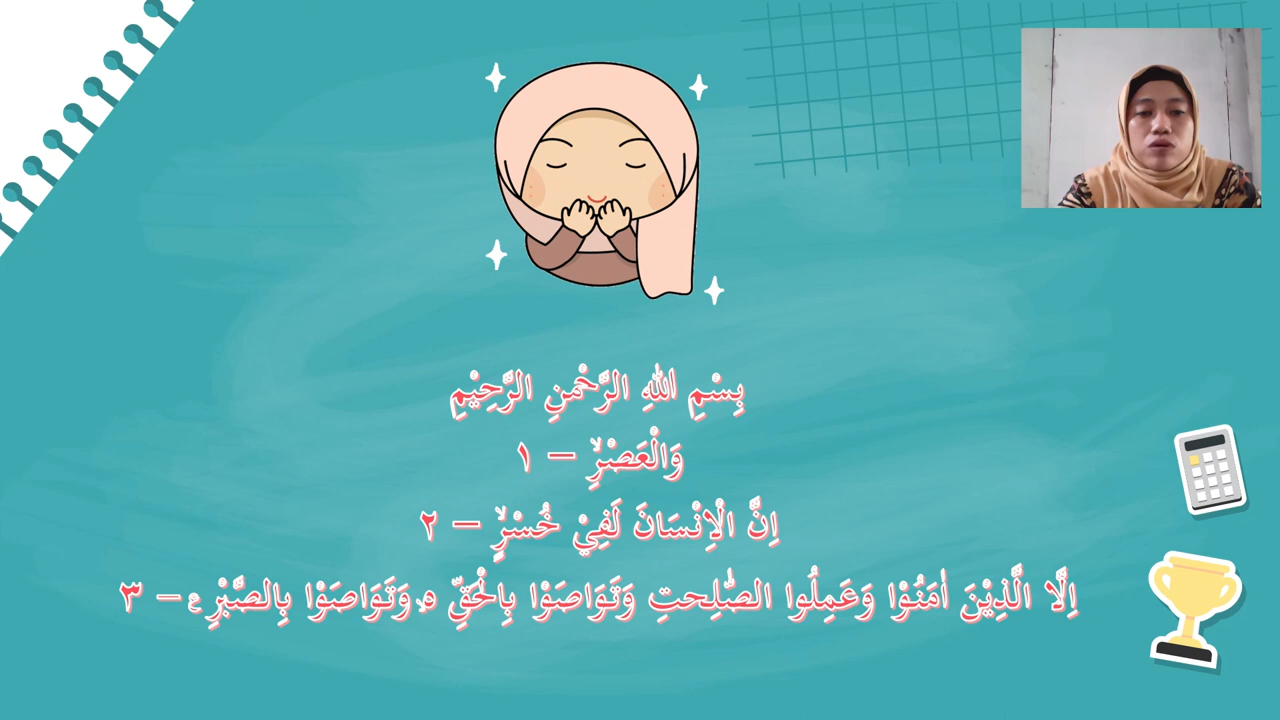 بِسْمِ اللّٰهِ الرَّحْمٰنِ الرَّحِيْمِ
وَالْعَصْرِۙ – ١
اِنَّ الْاِنْسَانَ لَفِيْ خُسْرٍۙ – ٢
اِلَّا الَّذِيْنَ اٰمَنُوْا وَعَمِلُوا الصّٰلِحٰتِ وَتَوَاصَوْا بِالْحَقِّ ەۙ وَتَوَاصَوْا بِالصَّبْرِ ࣖ – ٣